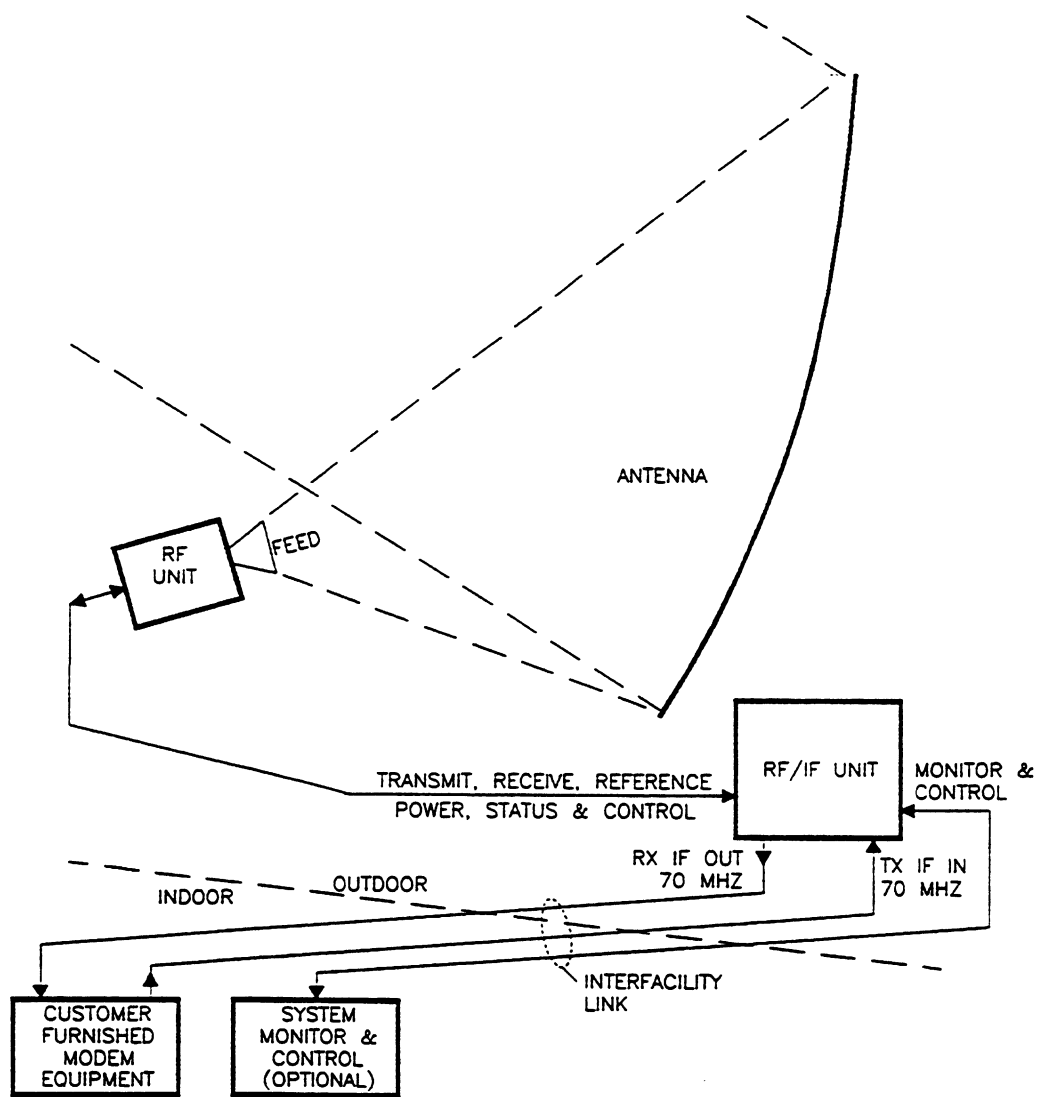 ANTENNA
RF
UNIT
FEED
RF/IF UNIT
MONITOR &
CONTROL
TRANSMIT, RECEIVE, REFERENCE
POWER, STATUS & CONTROL
RX IF OUT
70 MHZ
TX IF IN
70 MHZ
OUTDOOR
INDOOR
INTERFACILITY
LINK
CUSTOMER
FURNISHED
MODEM
EQUIPMENT
SYSTEM
MONITOR &
CONTROL
(OPTIONAL)